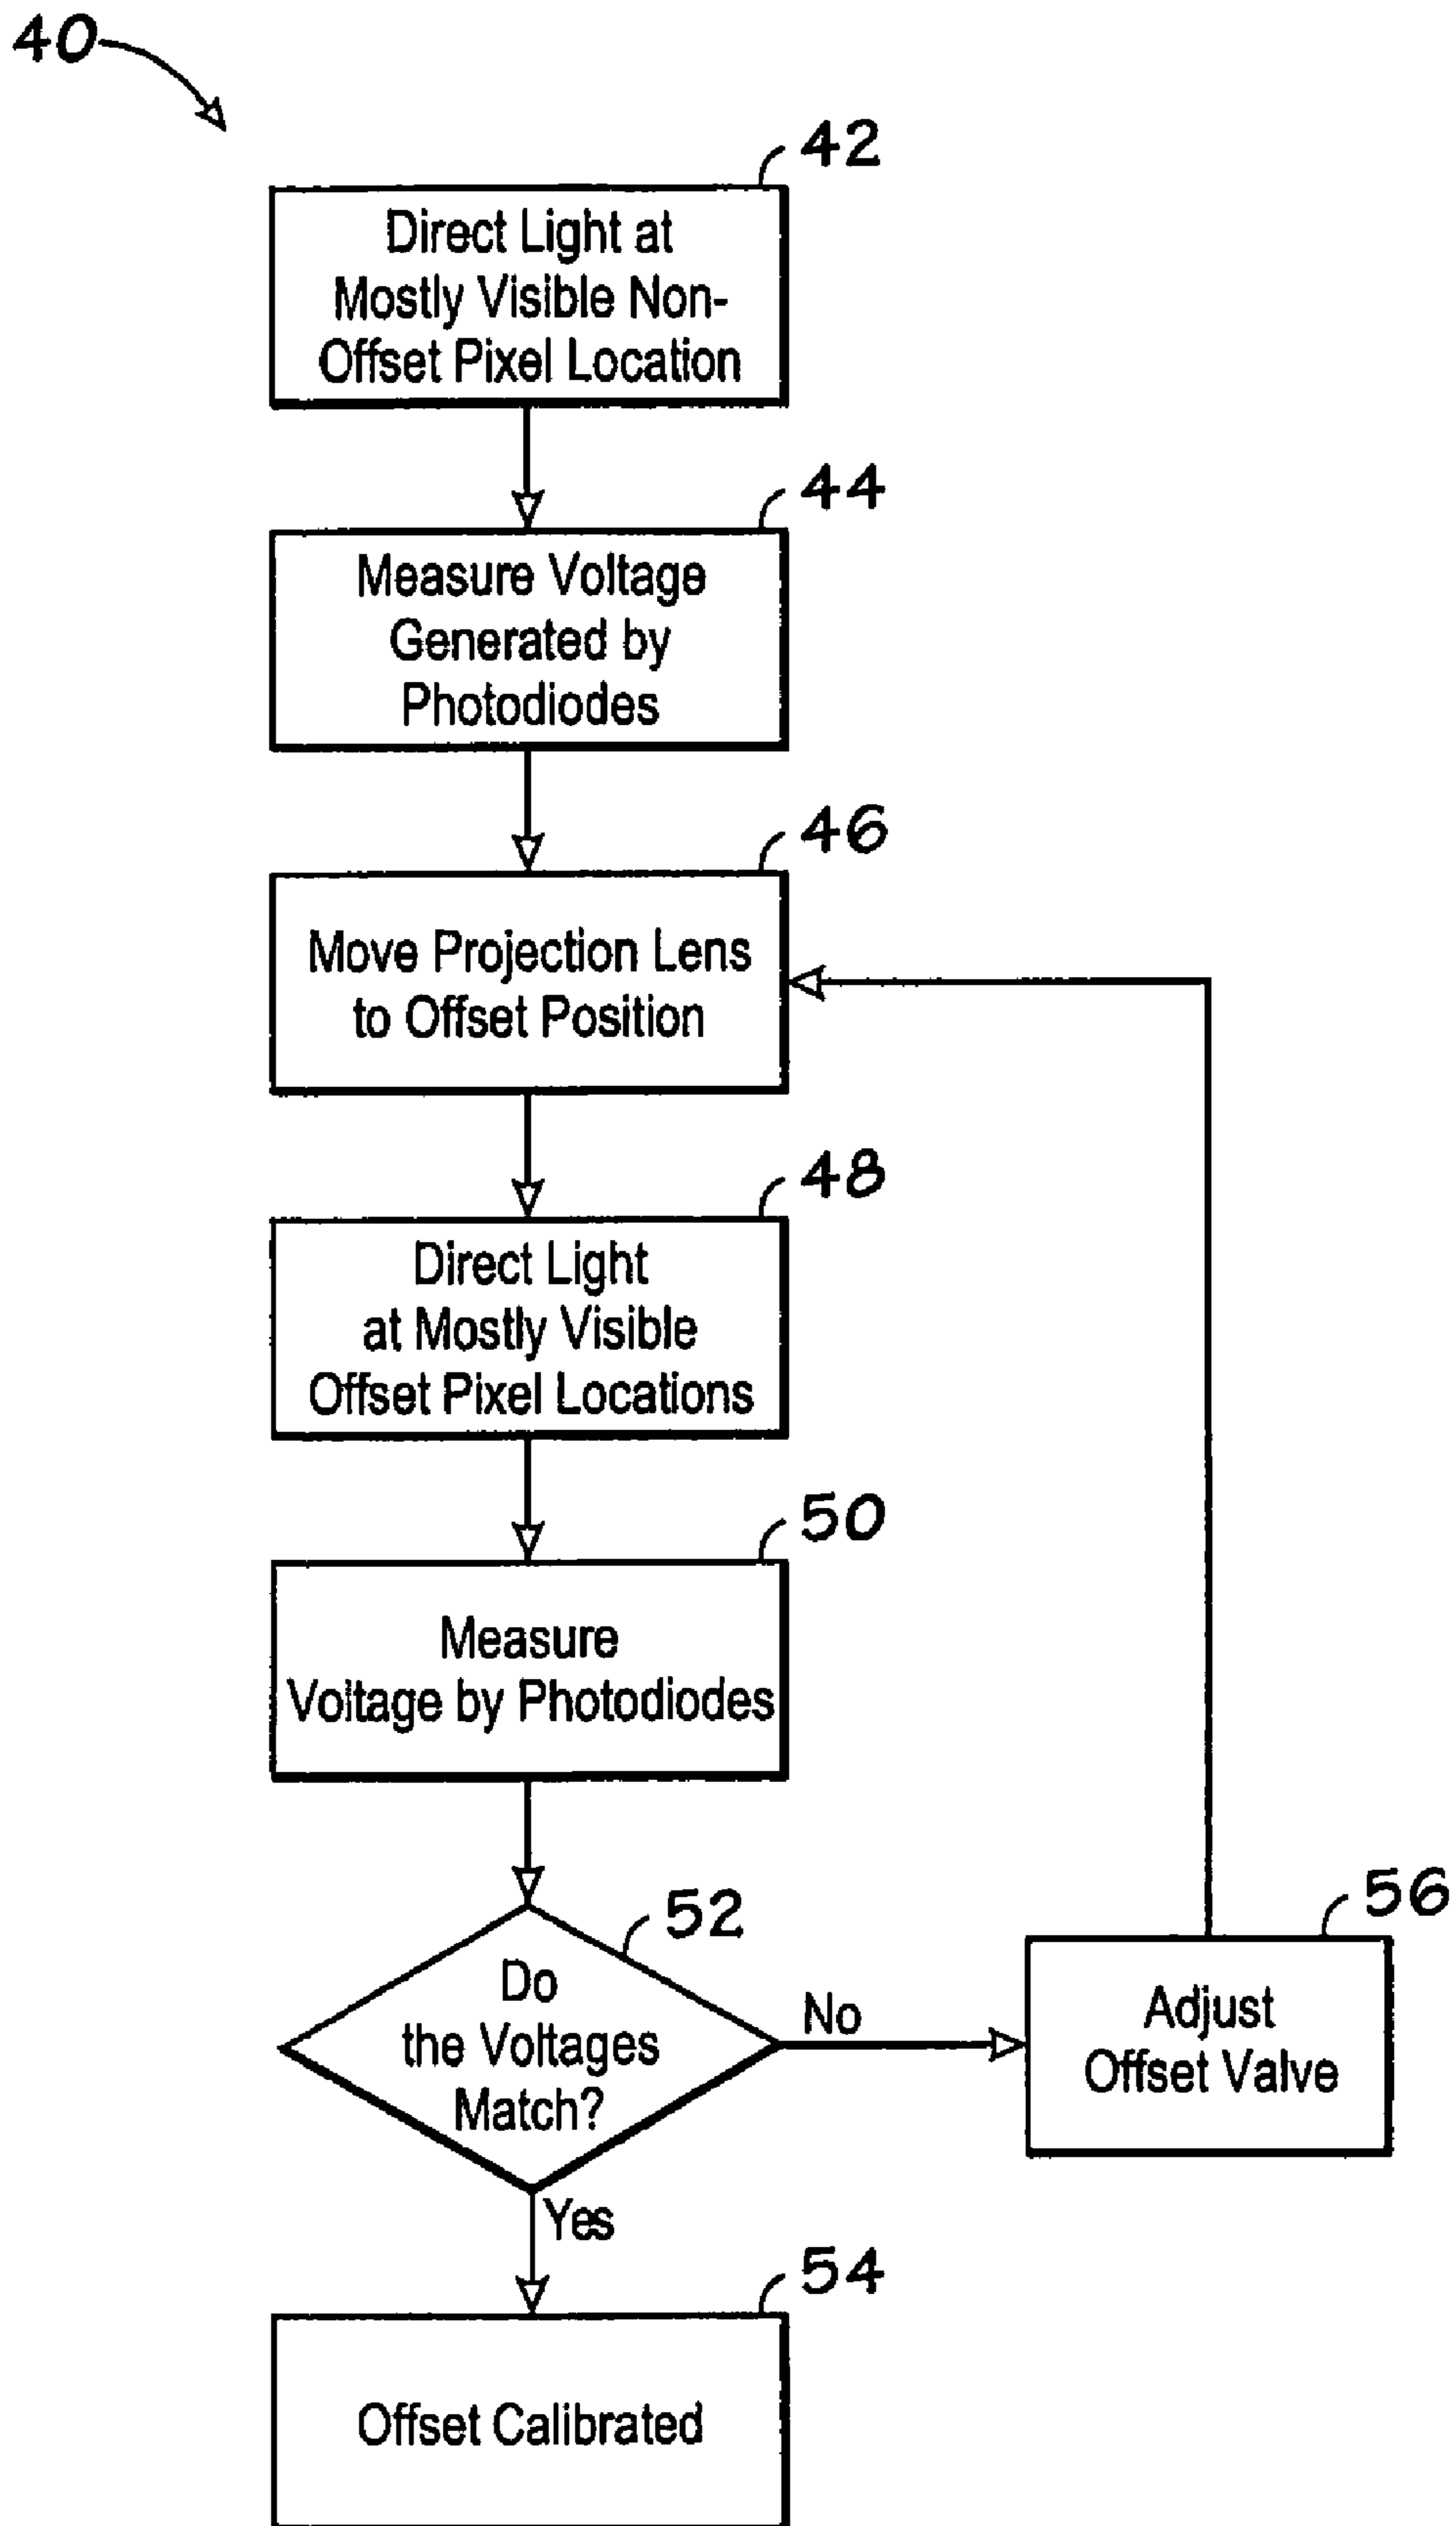 40
42
Direct Light at
Mostly Visible Non-
Offset Pixel Location
44
Measure Voltage
Generated by
Photodiodes
46
Move Projection Lens
to Offset Position
48
Direct Light
at Mostly Visible
Offset Pixel Locations
50
Measure
Voltage by Photodiodes
52
Do
the Voltages
Match?
No
56
Adjust
Offset Valve
Yes
54
Offset Calibrated